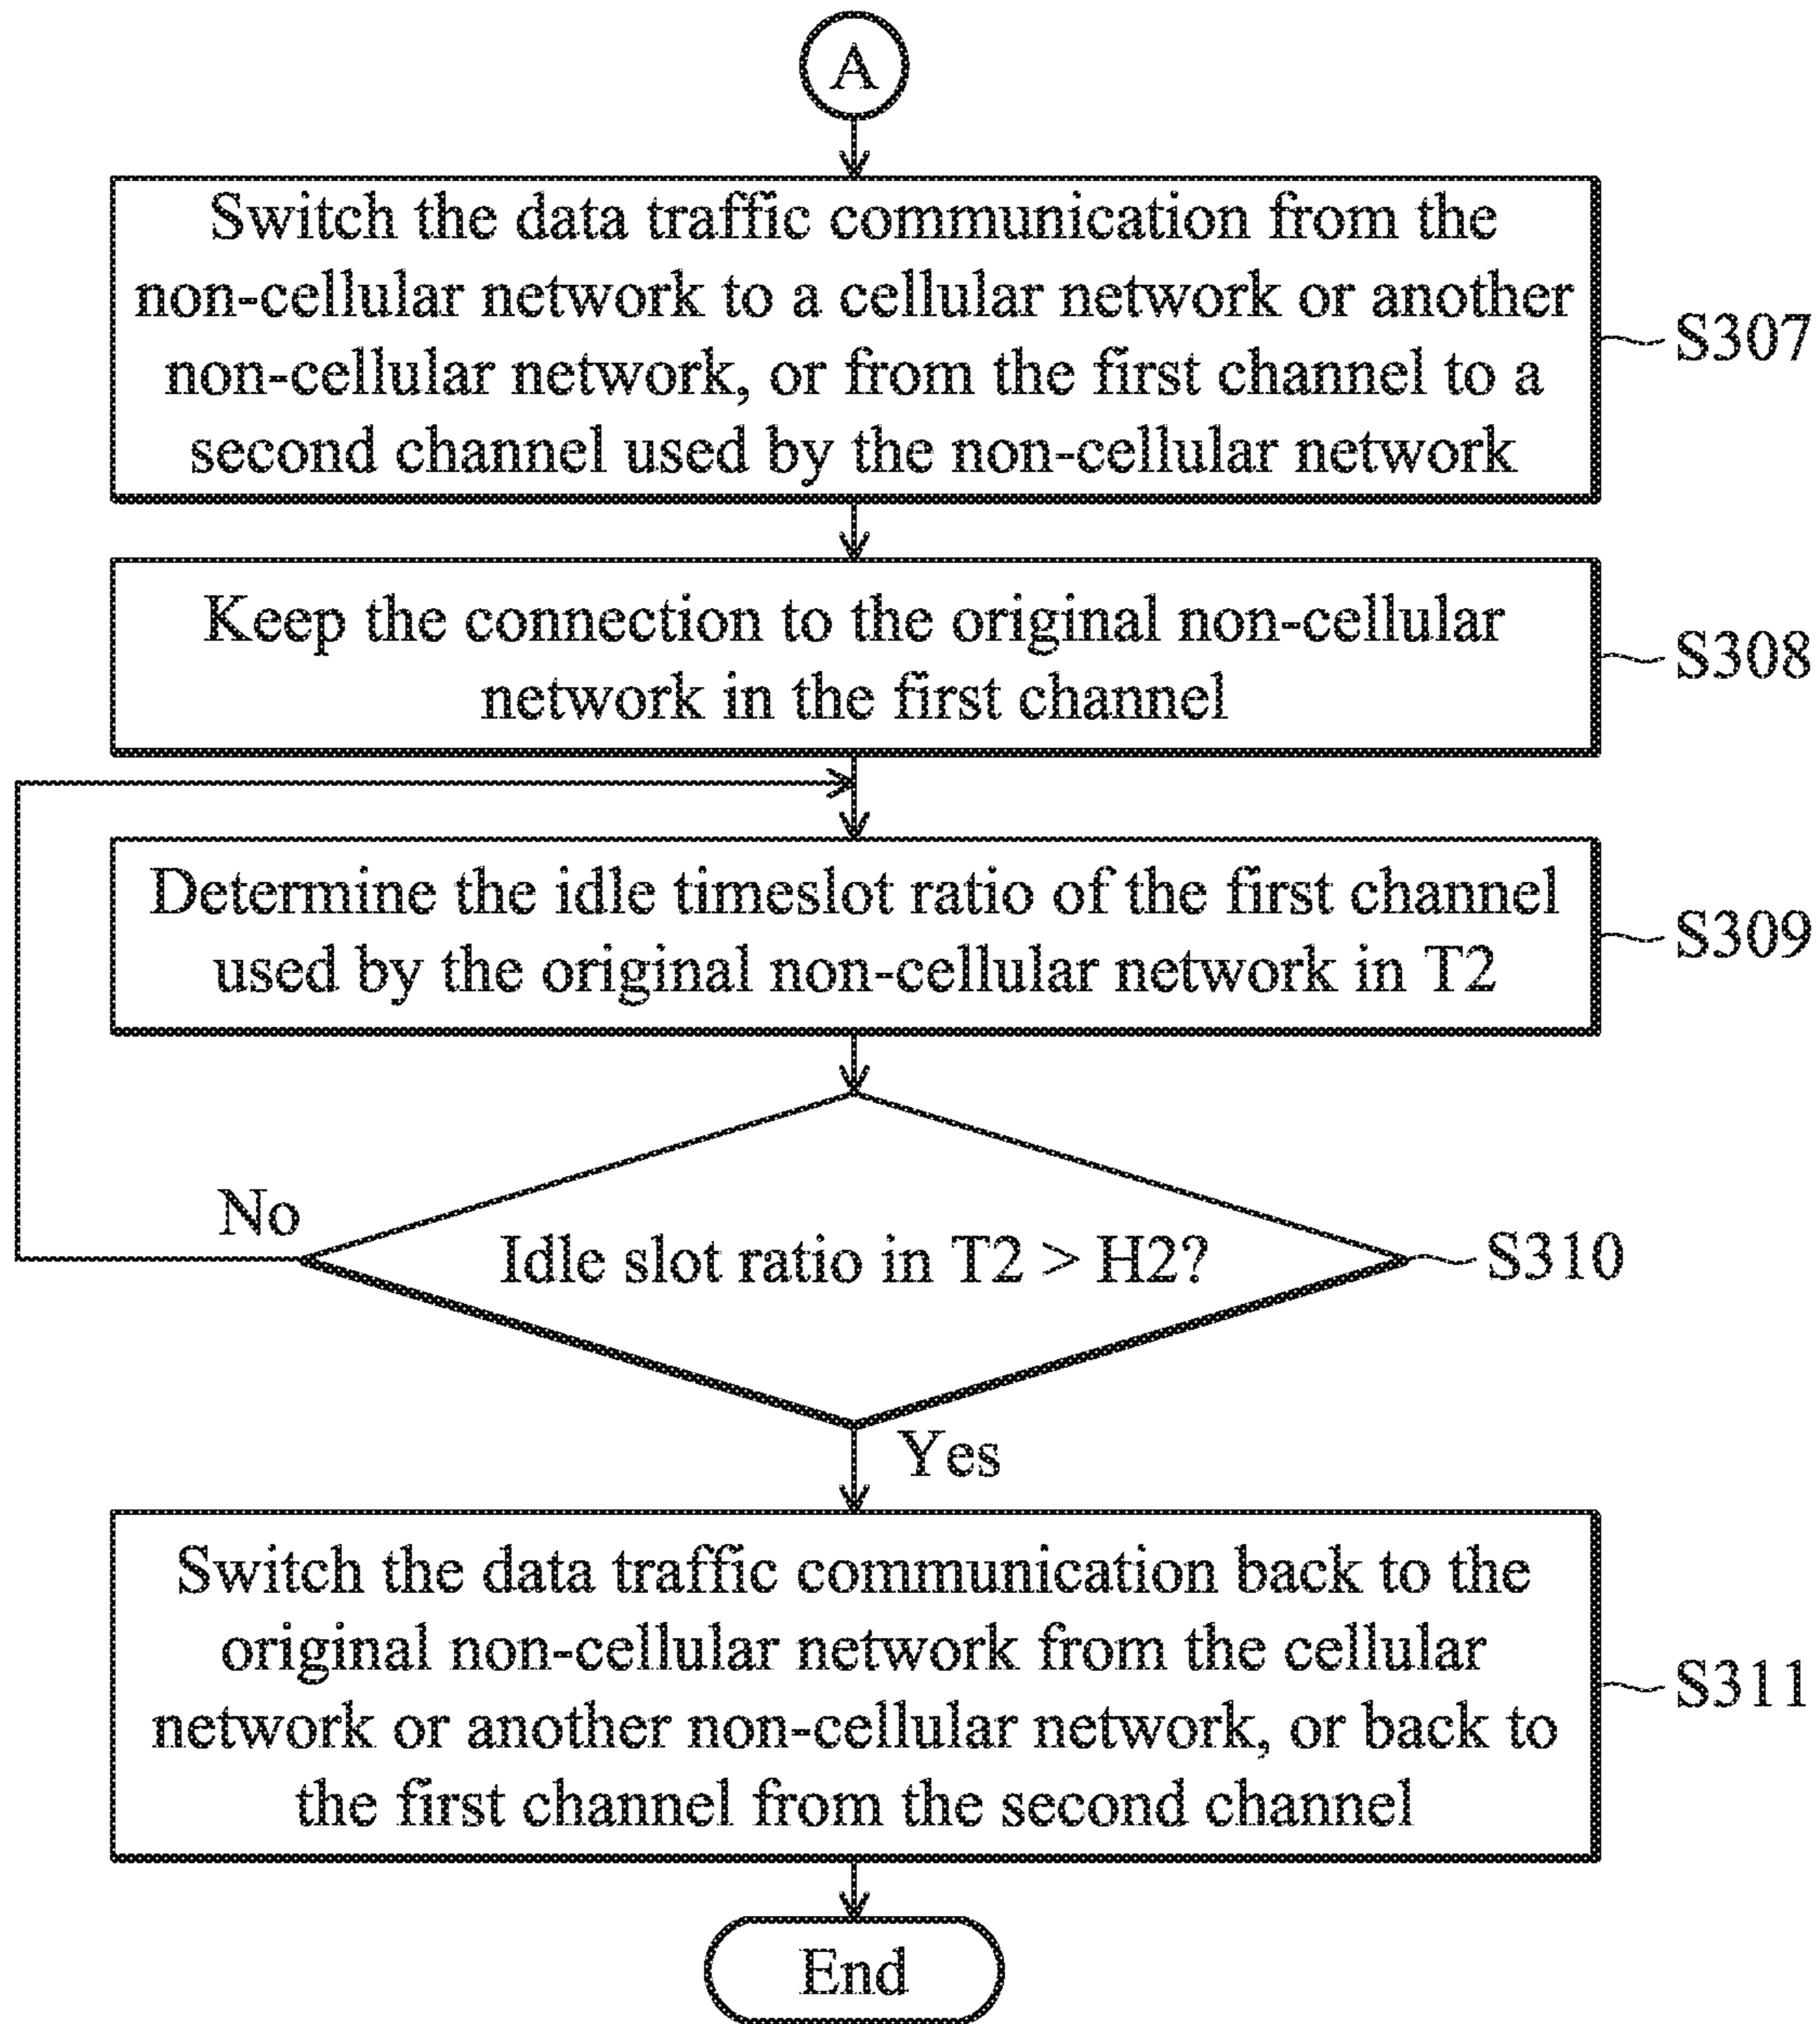 A
Switch the data traffic communication from the
non-cellular network to a cellular network or another
non-cellular network, or from the first channel to a
second channel used by the non-cellular network
S307
Keep the connection to the original non-cellular
network in the first channel
S308
Determine the idle timeslot ratio of the first channel
used by the original non-cellular network in T2
S309
No
Idle slot ratio in T2 > H2?
S310
Yes
Switch the data traffic communication back to the
original non-cellular network from the cellular
network or another non-cellular network, or back to
the first channel from the second channel
S311
End